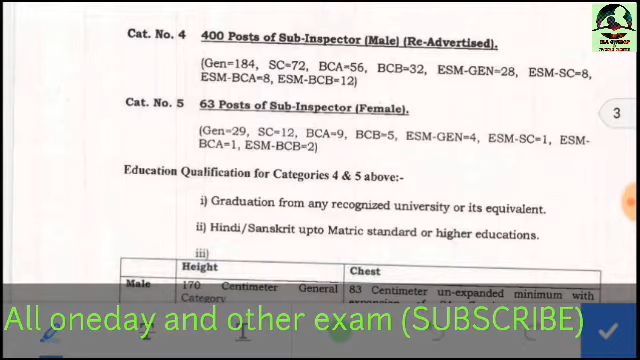 Cat. No. 4 400 Posts of Sub-Inspector (Male) (Re-Advertised).
(Gen=184, SC=72, BCA=56, BCB=32, ESM-GEN=28, ESM-SC=8,
ESM-BCA=8, ESM-BCB=12)
Cat. No. 5 63 Posts of Sub-Inspector (Female).
3
(Gen=29, SC=12, BCA=9, BCB=5, ESM-GEN=4, ESM-SC=1, ESM-
BCA=1, ESM-BCB=2)
Education Qualification for Categories 4 & 5 above:-
i) Graduation from any recognized university or its equivalent.
ii) Hindi/Sanskrit upto Matric standard or higher educations.
iii)
Height Chest
Male 170 Centimeter General 83 Centimeter un-expanded minimum with
Category
All oneday and other exam (SUBSCRIBE)